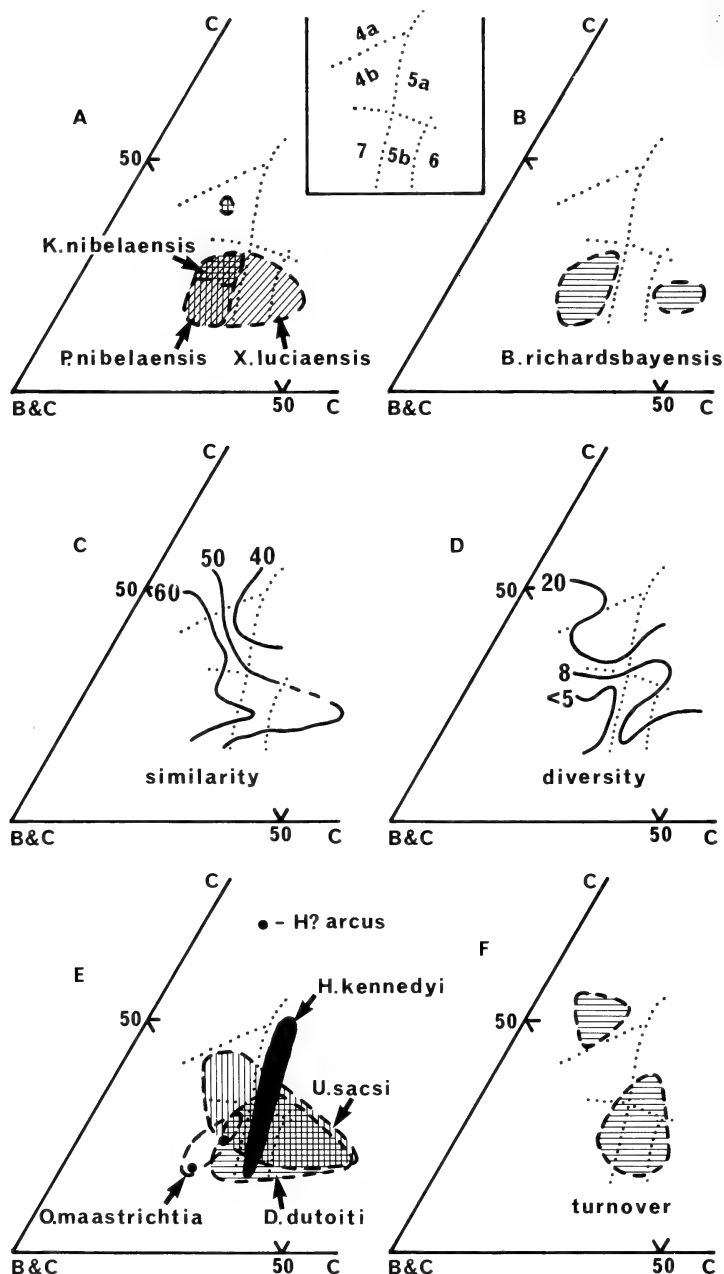 C
A
50
K.nibelaensis
P.nibelaensis
X.luciaensis
B&C
50
C
4a
4b
5a
7
5b
6
C
B
B.richardsbayensis
B&C
50
C
C
C
50
60
50
40
similarity
B&C
50
C
C
D
50
20
8
<5
diversity
B&C
50
C
C
E
- H? arcus
H.kennedyi
50
U.sacsi
O.maastrichtia
D.dutoiti
B&C
50
C
C
F
50
turnover
B&C
50
C